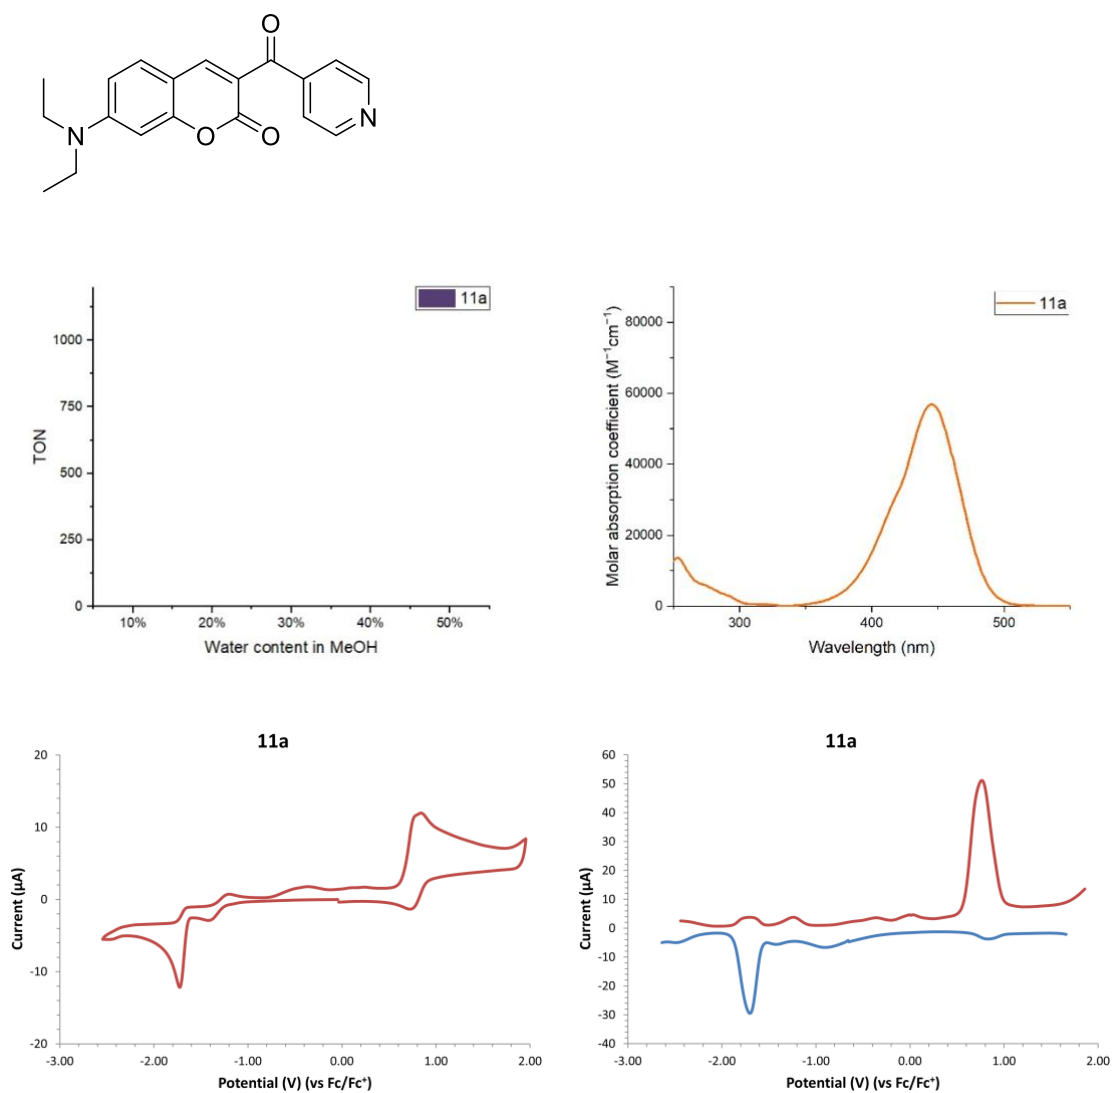 O
N
N
O
O
11a
1000
750
500
250
0
TON
10% 20% 30% 40% 50%
Water content in MeOH
11a
80000
60000
40000
20000
0
Molar absorption coefficient (M⁻¹cm⁻¹)
300 400 500
Wavelength (nm)
11a
20
10
0
-10
-20
Current (µA)
-3.00 -2.00 -1.00 0.00 1.00 2.00
Potential (V) (vs Fc/Fc⁺)
11a
60
50
40
30
20
10
0
-10
-20
-30
-40
Current (µA)
-3.00 -2.00 -1.00 0.00 1.00 2.00
Potential (V) (vs Fc/Fc⁺)